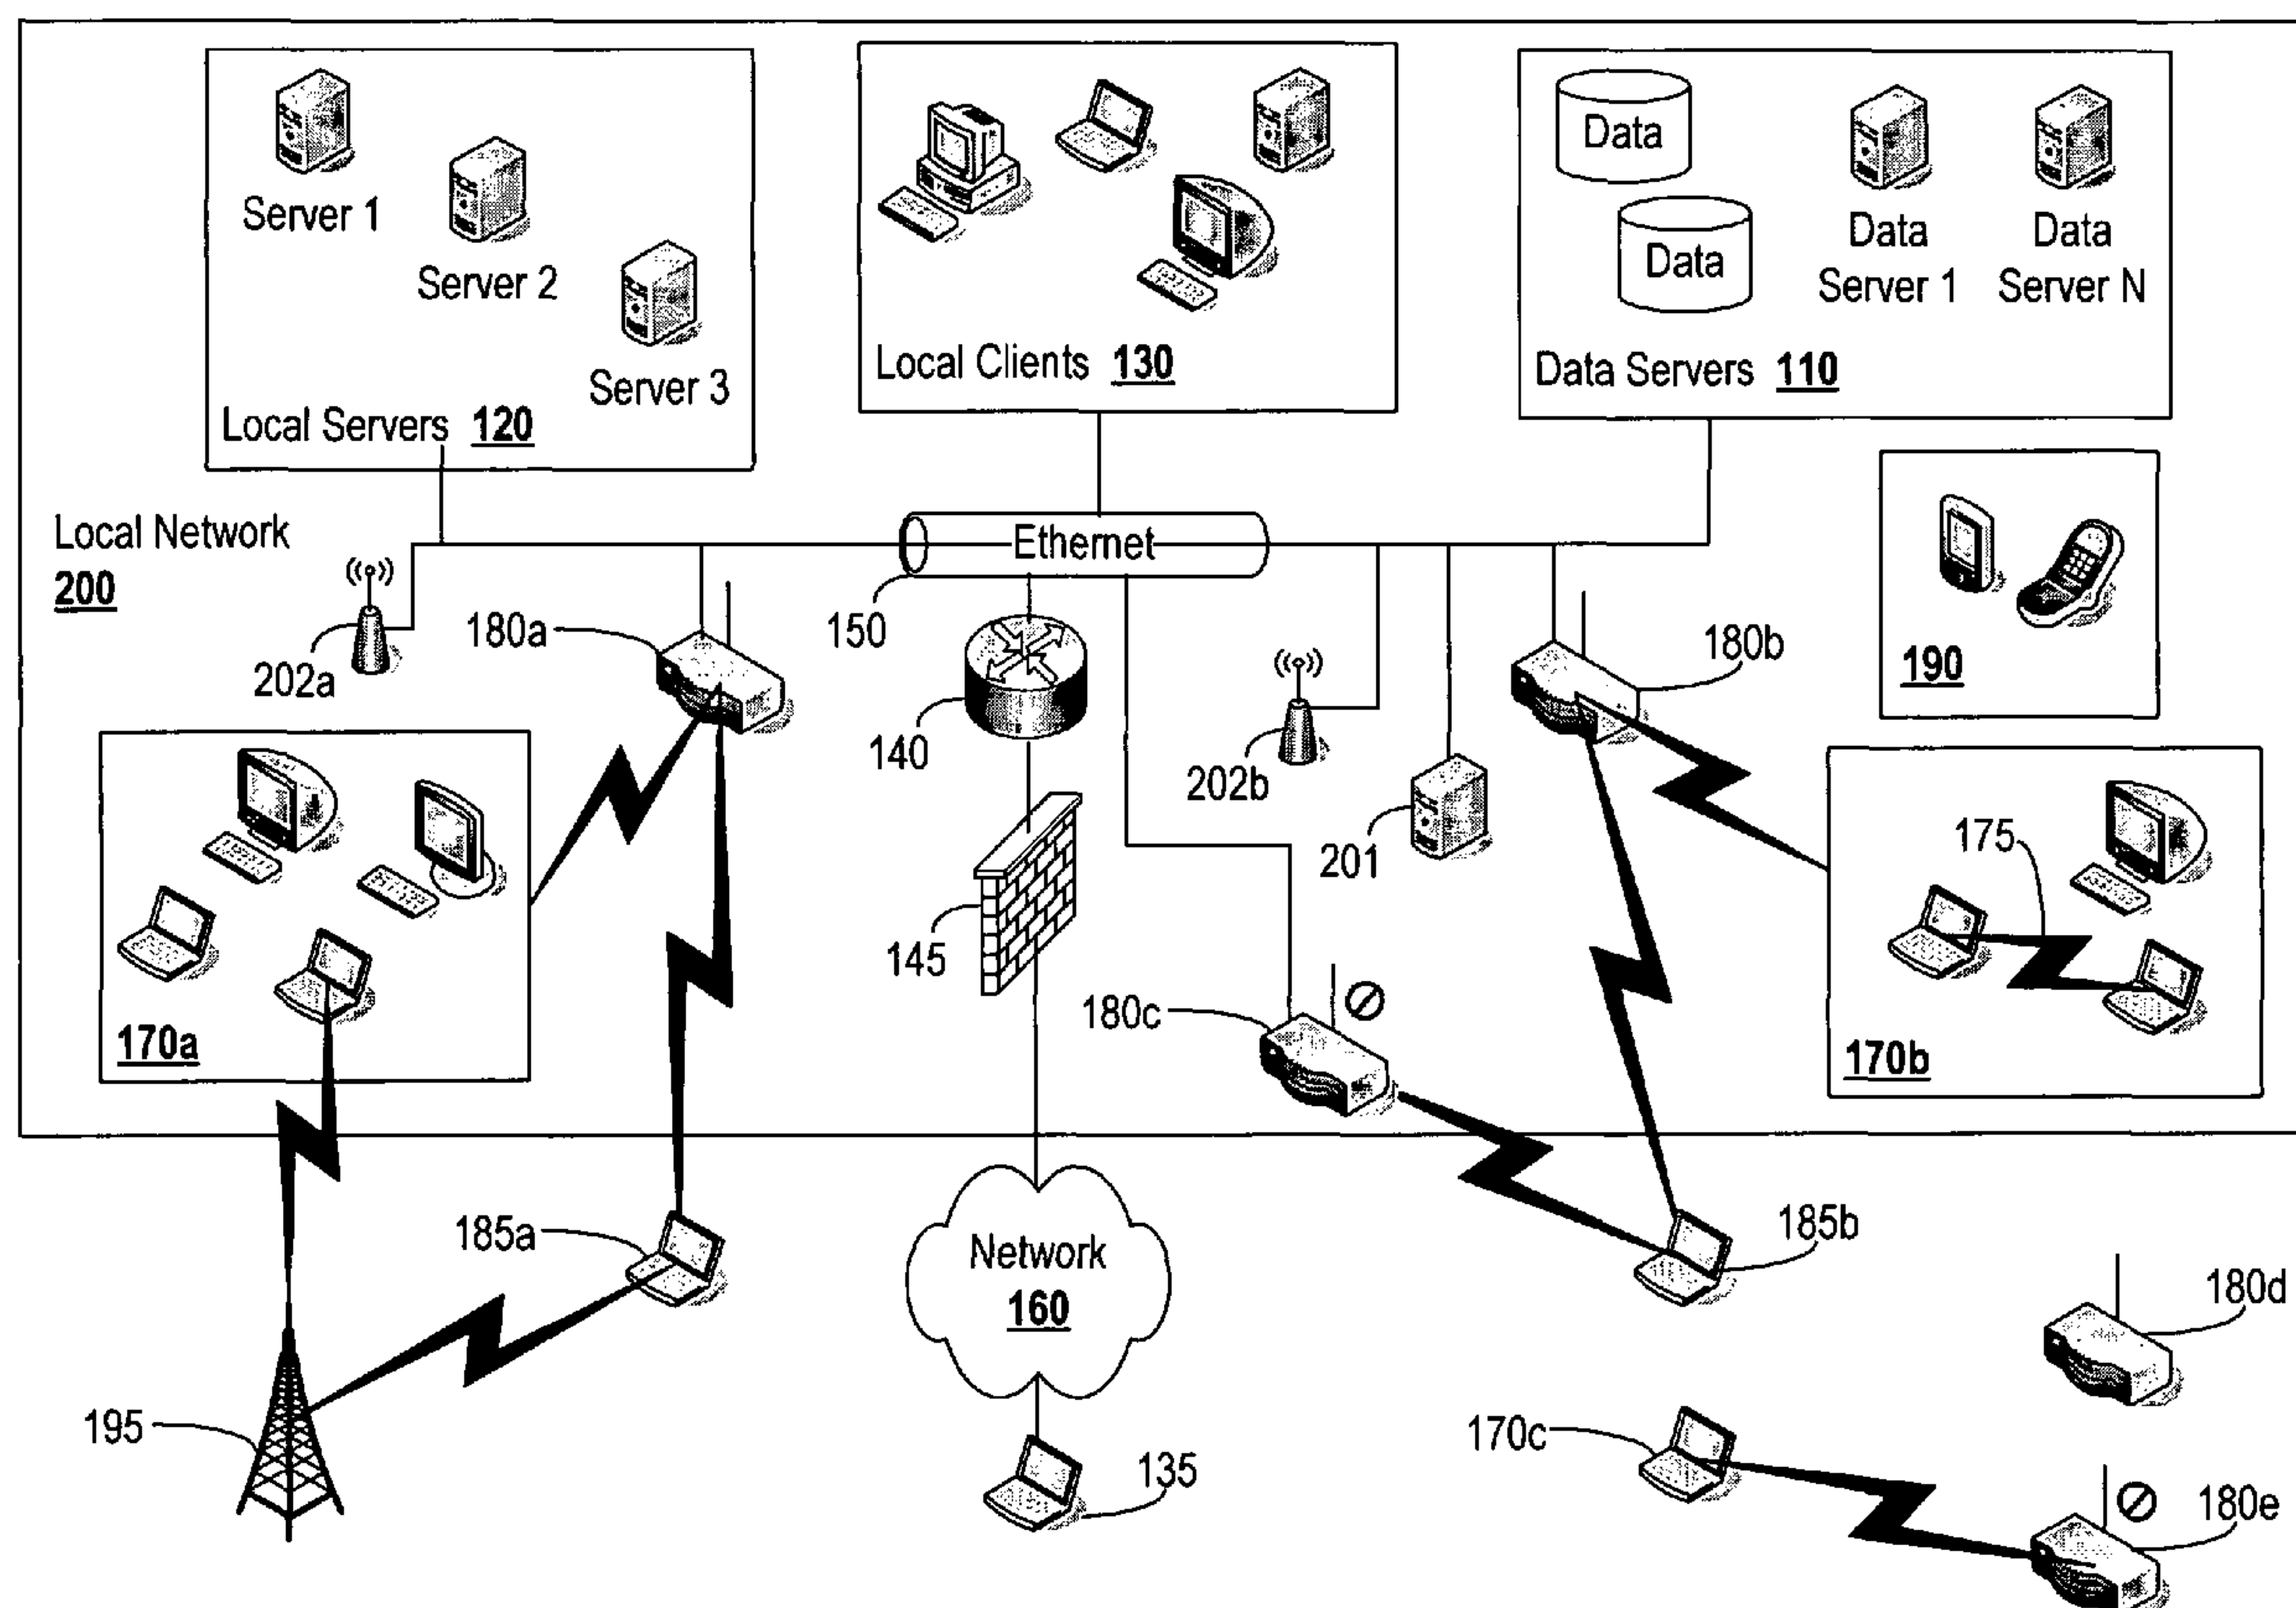 Server 1
Server 2
Server 3
Local Servers 120
Local Clients 130
Data
Data
Data
Server 1
Data
Server N
Data Servers 110
Local Network
200
Ethernet
150
202a
180a
140
202b
201
180b
190
145
170a
180c
175
170b
185a
Network
160
185b
180d
195
135
170c
180e